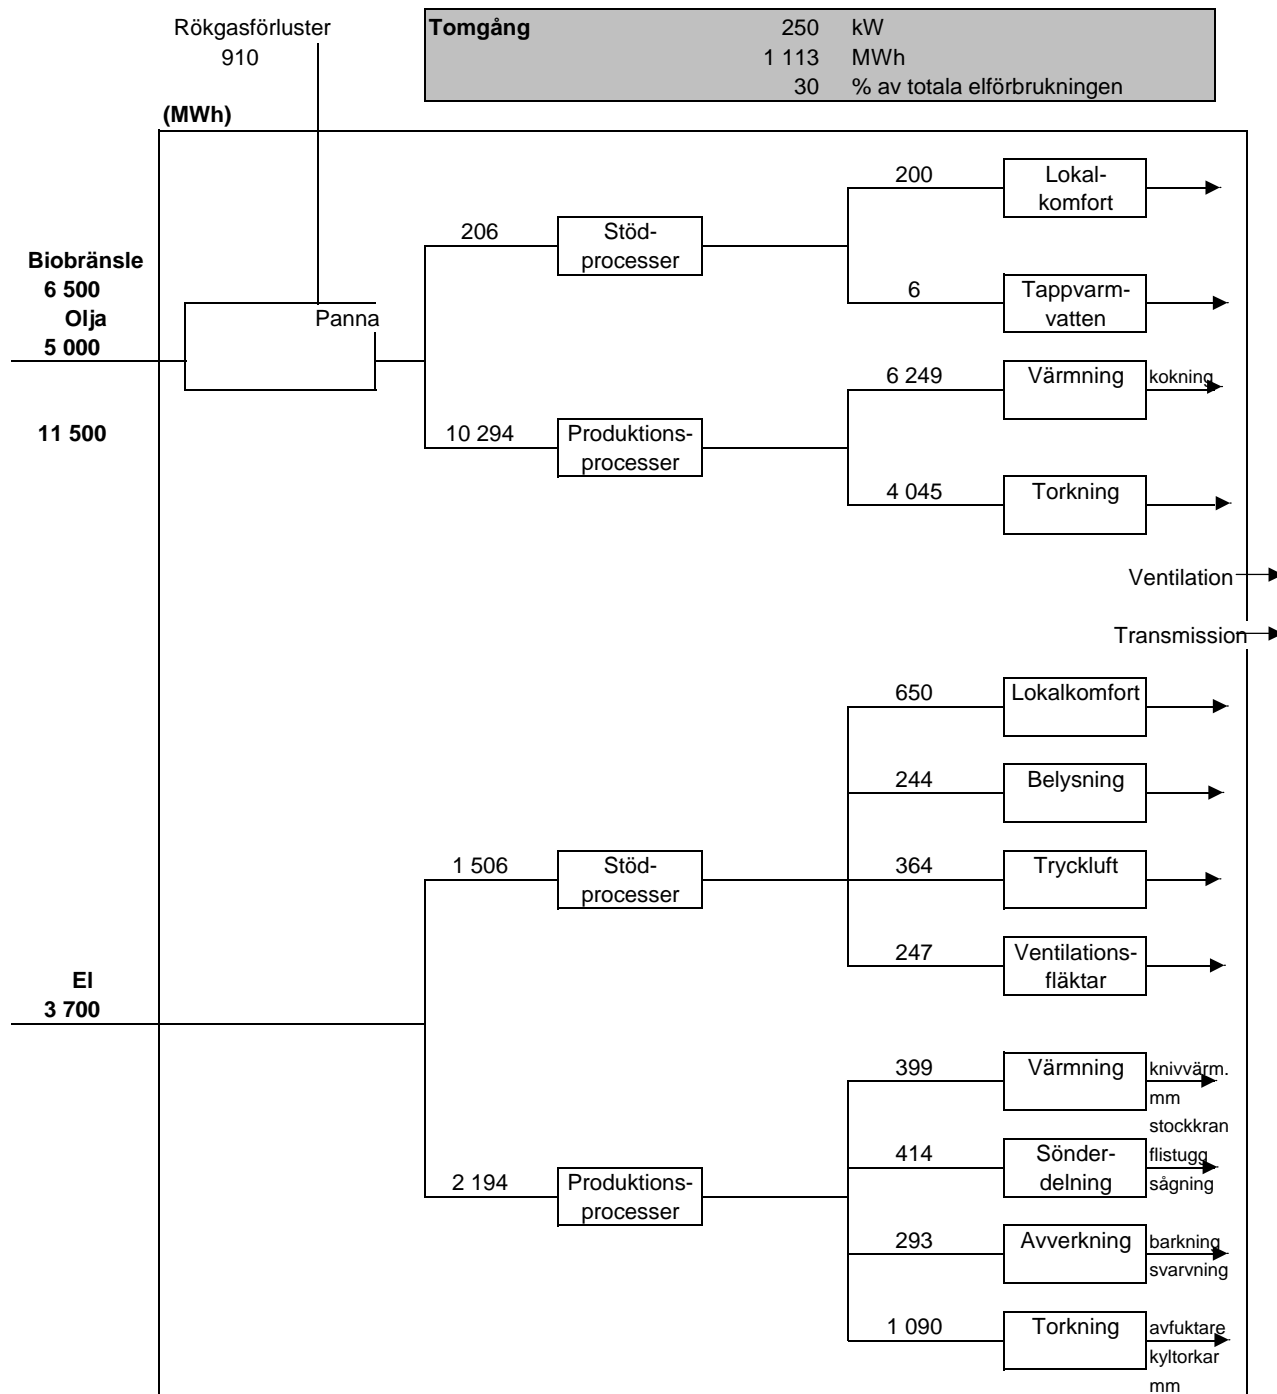 Rökgasförluster
910
Tomgång 250 kW
1 113 MWh
30 % av totala elförbrukningen
(MWh)
200 Lokal-
komfort
206 Stöd-
processer
Biobränsle
6 500
Olja
5 000
11 500
Panna
6 Tappvarm-
vatten
6 249 Värmning kokning
10 294 Produktions-
processer
4 045 Torkning
Ventilation
Transmission
650 Lokalkomfort
244 Belysning
1 506 Stöd-
processer
364 Tryckluft
247 Ventilations-
fläktar
El
3 700
399 Värmning knivvärm.
mm
stockkran
414 Sönder- flistugg
delning sågning
2 194 Produktions-
processer
293 Avverkning barkning
svarvning
1 090 Torkning avfuktare
kyltorkar
mm